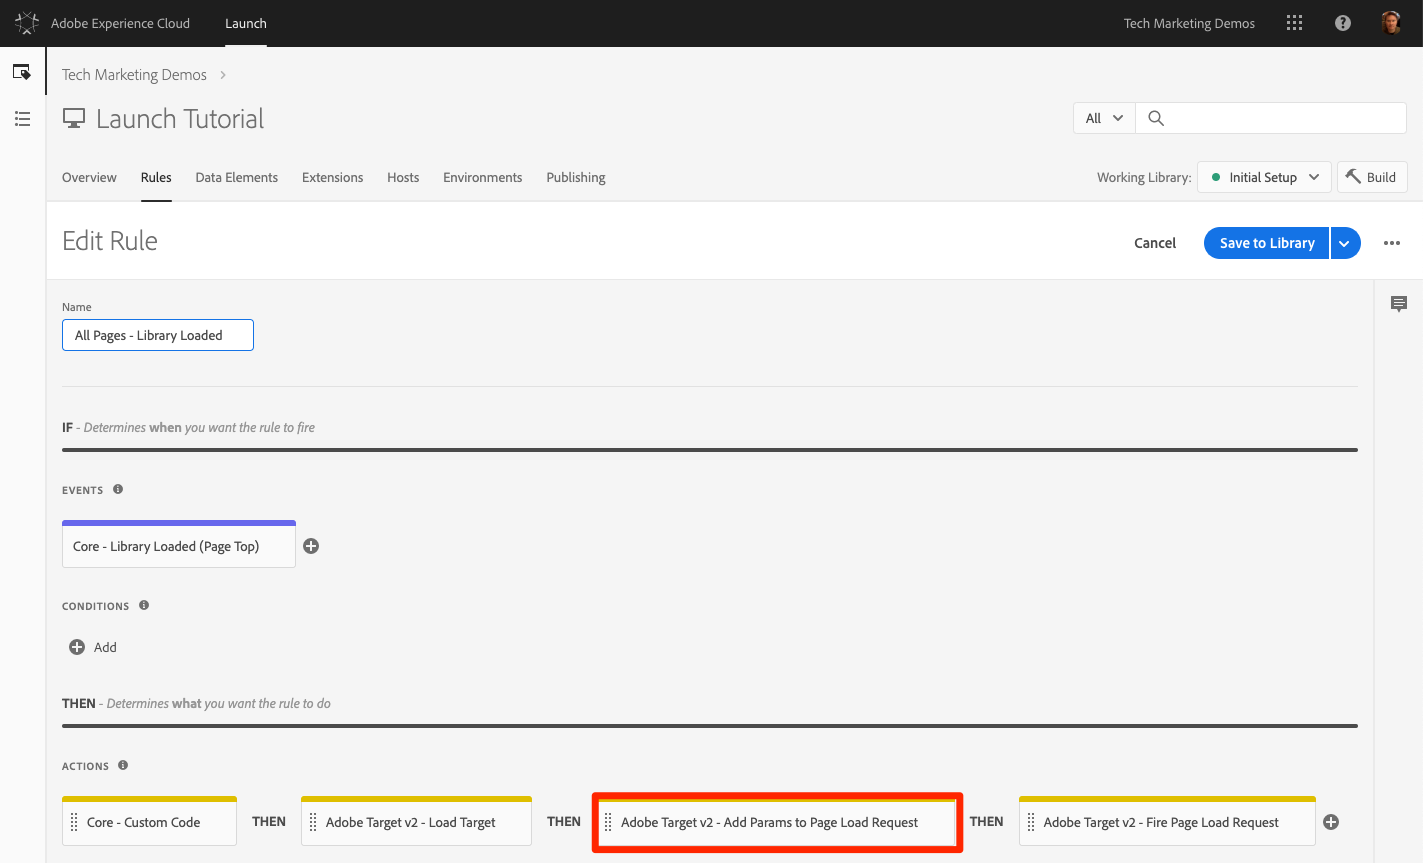 Adobe Experience Cloud Launch Tech Marketing Demos
Tech Marketing Demos
Launch Tutorial
All
Overview Rules Data Elements Extensions Hosts Environments Publishing Working Library: Initial Setup Build
Edit Rule Cancel Save to Library
Name
All Pages - Library Loaded
IF - Determines when you want the rule to fire
EVENTS
Core - Library Loaded (Page Top)
CONDITIONS
Add
THEN - Determines what you want the rule to do
ACTIONS
Core - Custom Code THEN Adobe Target v2 - Load Target THEN Adobe Target v2 - Add Params to Page Load Request THEN Adobe Target v2 - Fire Page Load Request